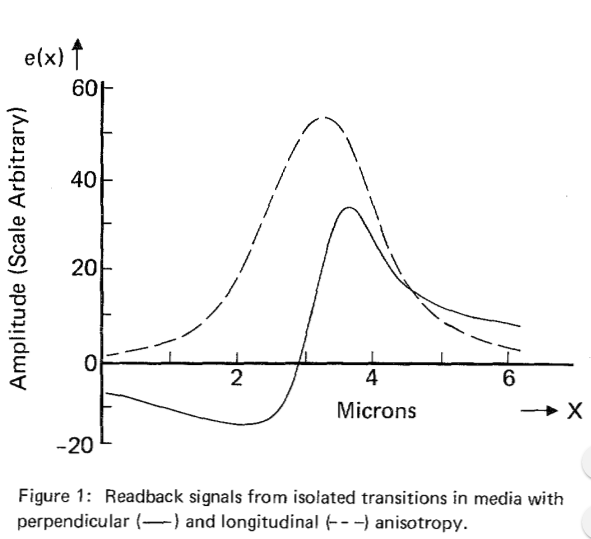 e(x)
60
40
20
0
-20
Amplitude (Scale Arbitrary)
2
4
6
Microns
X
Figure 1: Readback signals from isolated transitions in media with
perpendicular (—) and longitudinal (- - -) anisotropy.